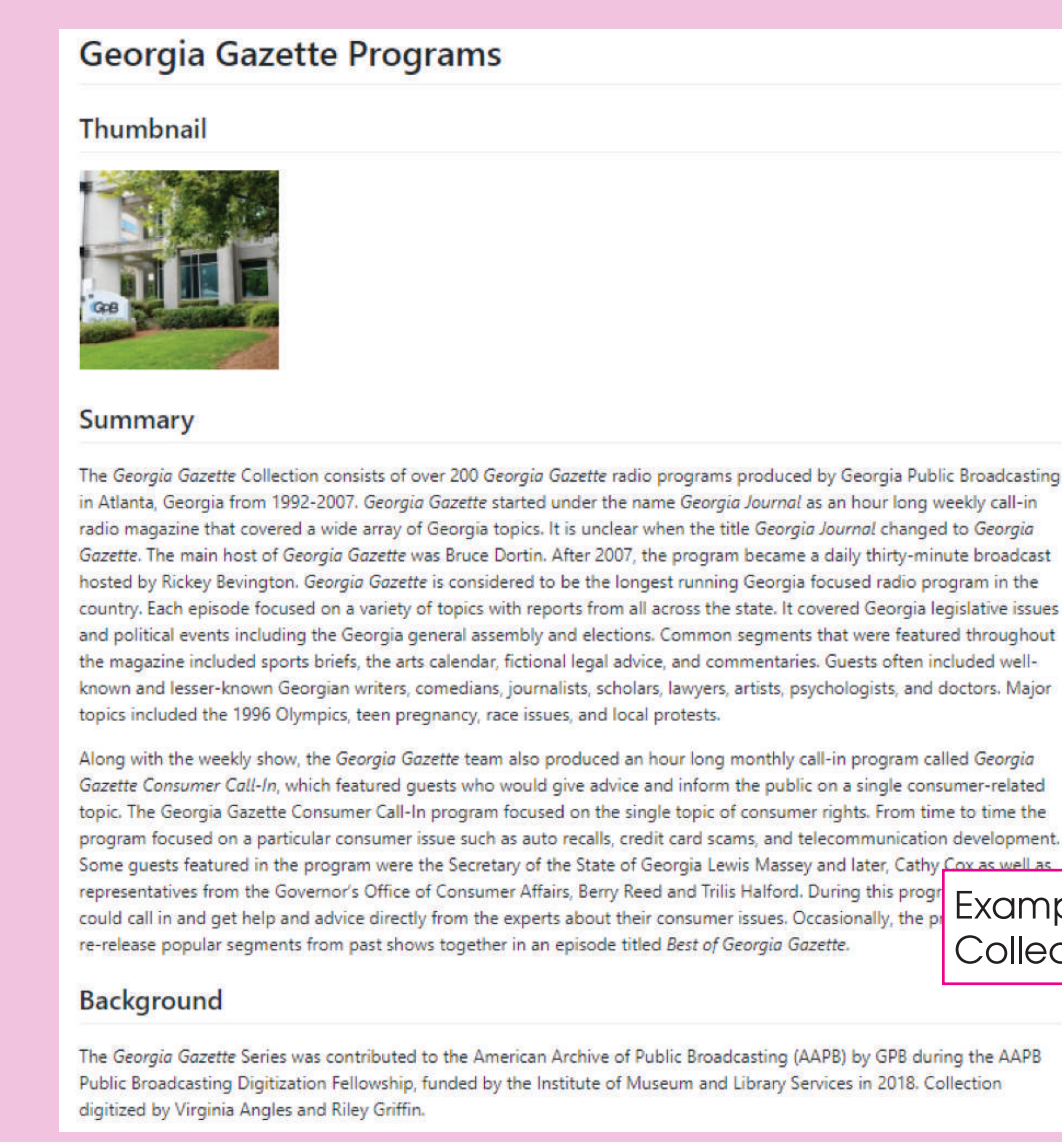 Georgia Gazette Programs
Thumbnail
GPB
Summary
The Georgia Gazette Collection consists of over 200 Georgia Gazette radio programs produced by Georgia Public Broadcasting
in Atlanta, Georgia from 1992-2007. Georgia Gazette started under the name Georgia Journal as an hour long weekly call-in
radio magazine that covered a wide array of Georgia topics. It is unclear when the title Georgia Journal changed to Georgia
Gazette. The main host of Georgia Gazette was Bruce Dortin. After 2007, the program became a daily thirty-minute broadcast
hosted by Rickey Bevington. Georgia Gazette is considered to be the longest running Georgia focused radio program in the
country. Each episode focused on a variety of topics with reports from all across the state. It covered Georgia legislative issues
and political events including the Georgia general assembly and elections. Common segments that were featured throughout
the magazine included sports briefs, the arts calendar, fictional legal advice, and commentaries. Guests often included well-
known and lesser-known Georgian writers, comedians, journalists, scholars, lawyers, artists, psychologists, and doctors. Major
topics included the 1996 Olympics, teen pregnancy, race issues, and local protests.
Along with the weekly show, the Georgia Gazette team also produced an hour long monthly call-in program called Georgia
Gazette Consumer Call-In, which featured guests who would give advice and inform the public on a single consumer-related
topic. The Georgia Gazette Consumer Call-In program focused on the single topic of consumer rights. From time to time the
program focused on a particular consumer issue such as auto recalls, credit card scams, and telecommunication development.
Some guests featured in the program were the Secretary of the State of Georgia Lewis Massey and later, Cathy Cox as well as
representatives from the Governor's Office of Consumer Affairs, Berry Reed and Trilis Halford. During this progr
could call in and get help and advice directly from the experts about their consumer issues. Occasionally, the pr
re-release popular segments from past shows together in an episode titled Best of Georgia Gazette.
Examp
Collec
Background
The Georgia Gazette Series was contributed to the American Archive of Public Broadcasting (AAPB) by GPB during the AAPB
Public Broadcasting Digitization Fellowship, funded by the Institute of Museum and Library Services in 2018. Collection
digitized by Virginia Angles and Riley Griffin.